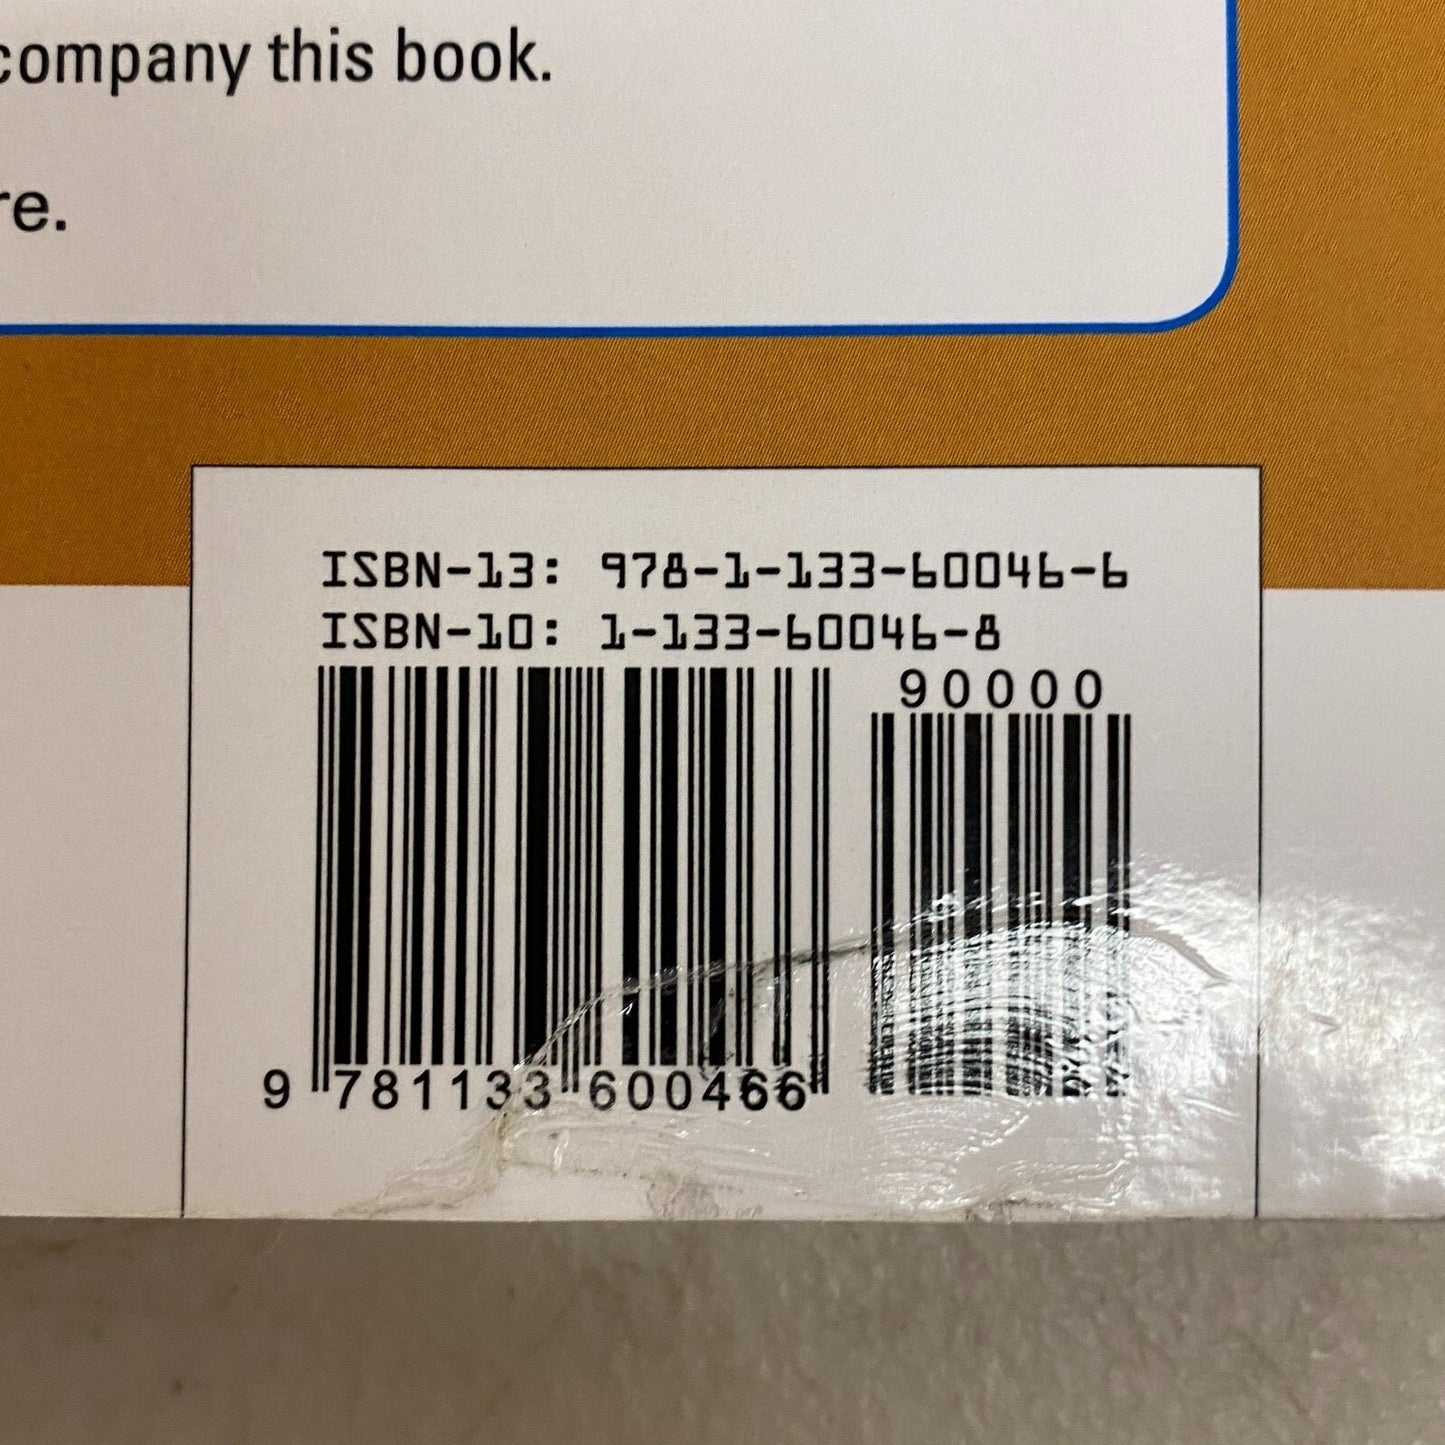 company this book.
re.
ISBN-13: 978-1-133-60046-6
ISBN-10: 1-133-60046-8
90000
9 781133 600466